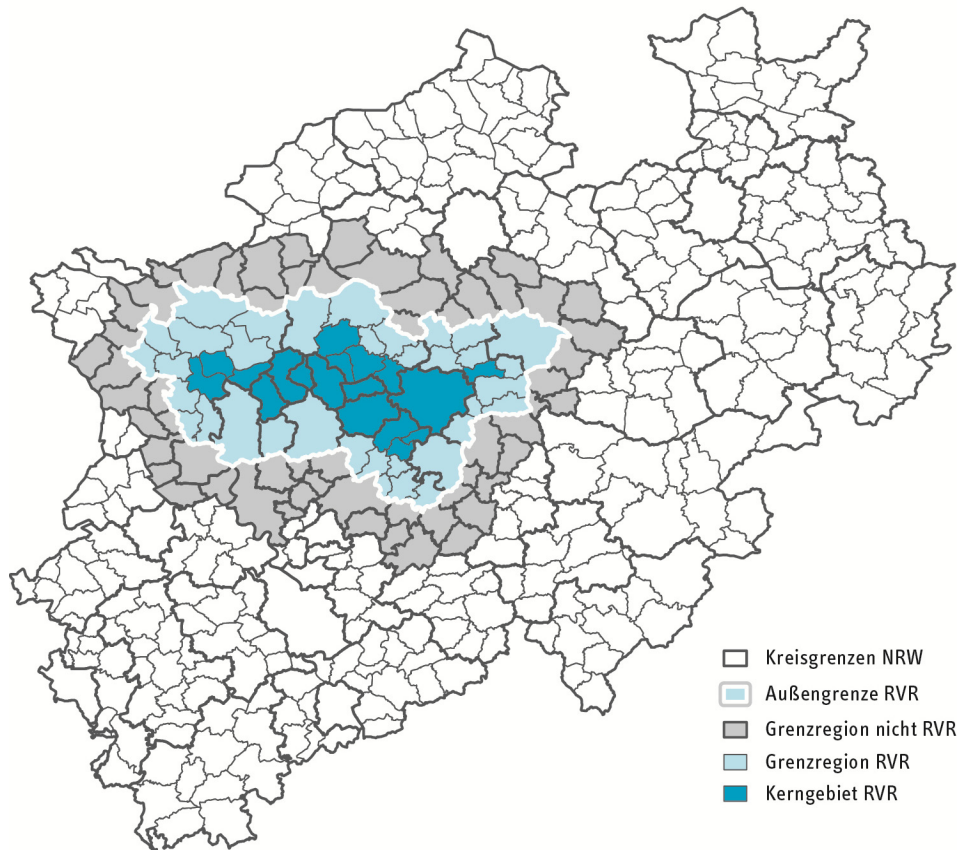 Kreisgrenzen NRW
Außengrenze RVR
Grenzregion nicht RVR
Grenzregion RVR
Kerngebiet RVR